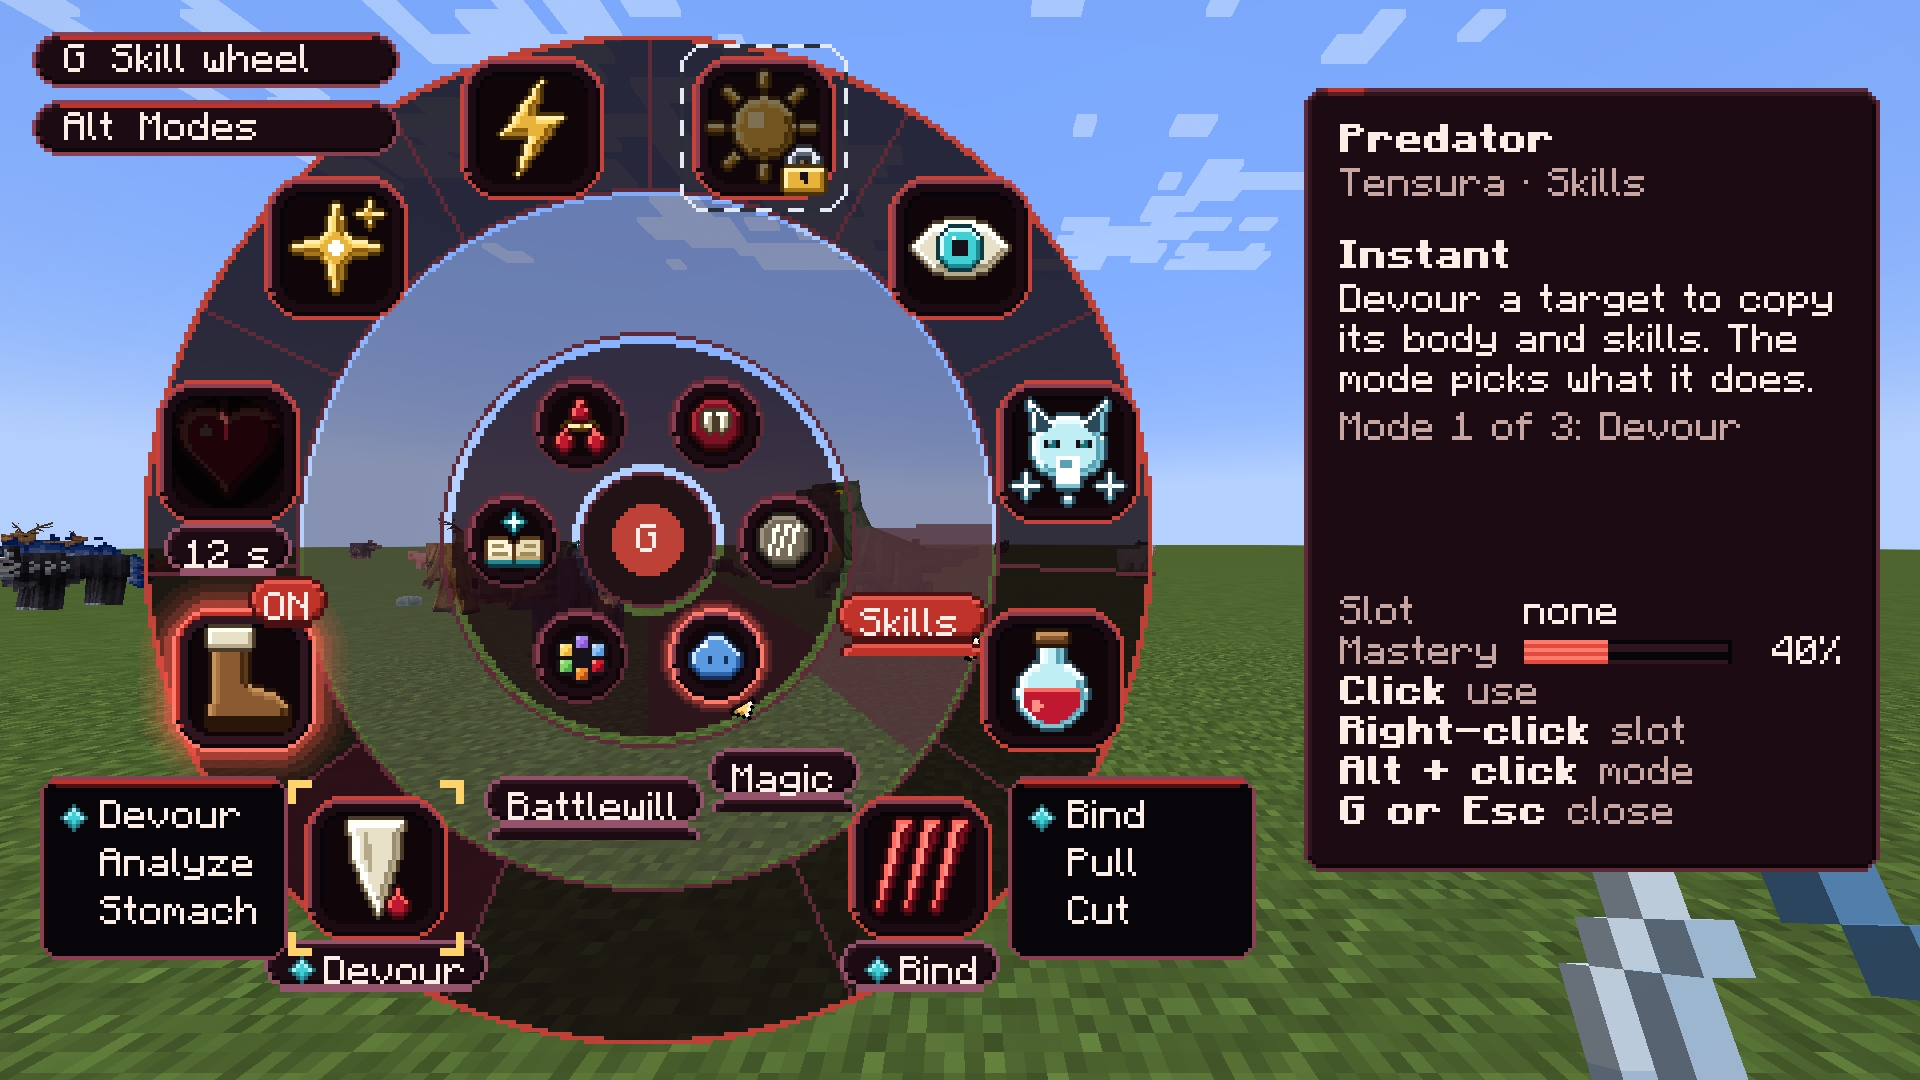 G Skill wheel
Alt Modes
12 s
ON
G
Skills
Magic
Battlewill
Devour
Analyze
Stomach
Devour
Bind
Pull
Cut
Bind
Predator
Tensura · Skills
Instant
Devour a target to copy
its body and skills. The
mode picks what it does.
Mode 1 of 3: Devour
Slot none
Mastery 40%
Click use
Right-click slot
Alt + click mode
G or Esc close